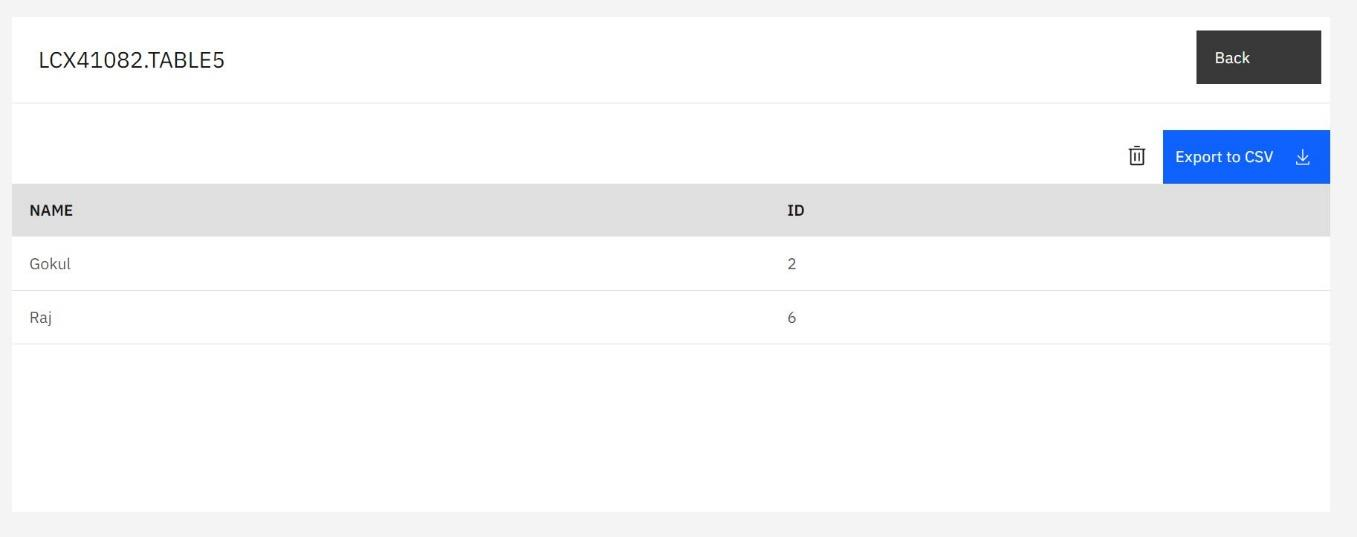 LCX41082.TABLE5
Back
Export to CSV
NAME ID
Gokul 2
Raj 6